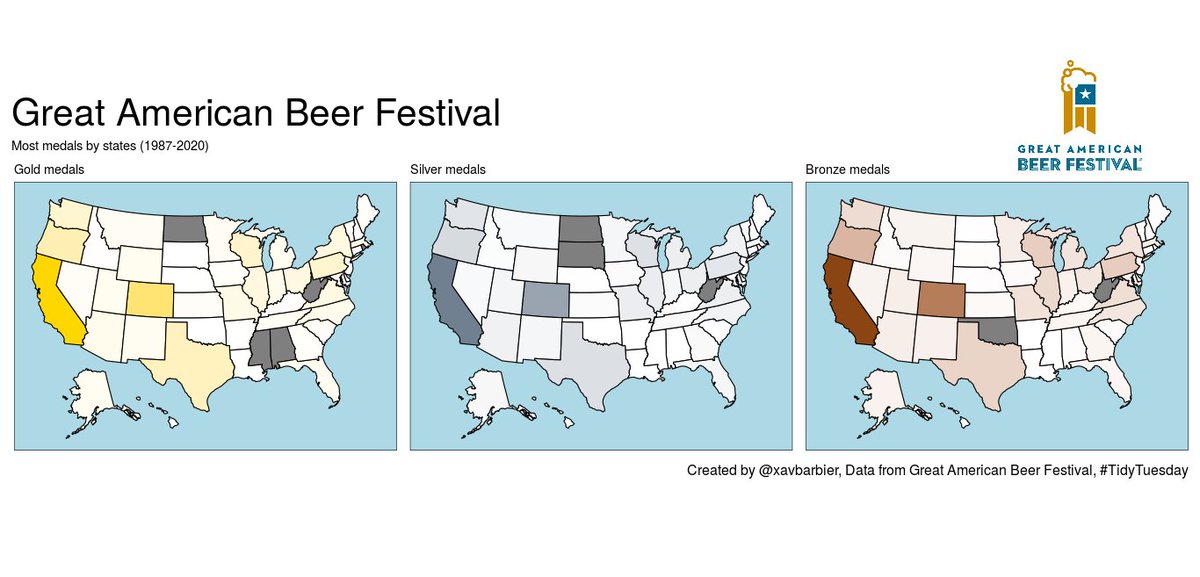 Great American Beer Festival
Most medals by states (1987-2020)
GREAT AMERICAN
BEER FESTIVAL
Gold medals
Silver medals
Bronze medals
Created by @xavbarbier, Data from Great American Beer Festival, #TidyTuesday